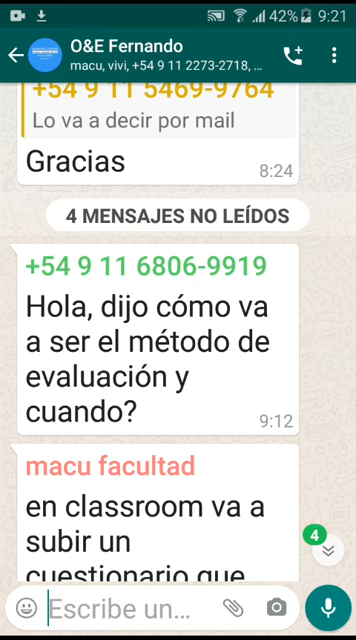 42% 9:21
O&E Fernando
macu, vivi, +54 9 11 2273-2718, ...
+54 9 11 5469-9764
Lo va a decir por mail
Gracias
8:24
4 MENSAJES NO LEÍDOS
+54 9 11 6806-9919
Hola, dijo cómo va
a ser el método de
evaluación y
cuando?
9:12
macu facultad
en classroom va a
subir un
cuestionario que
4
Escribe un...